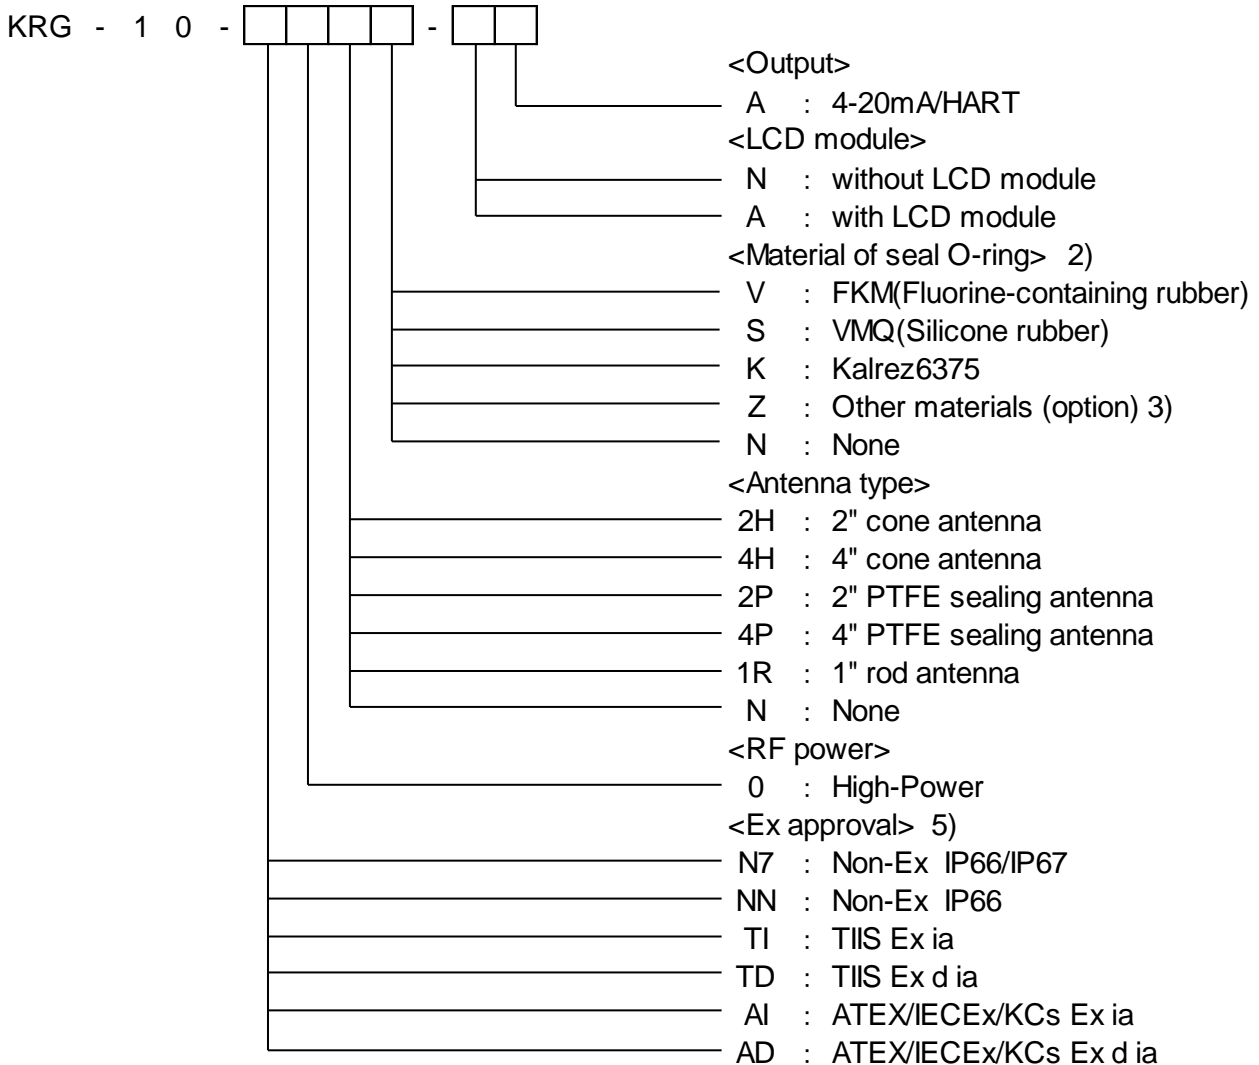 KRG - 1 0 - -
<Output>
A : 4-20mA/HART
<LCD module>
N : without LCD module
A : with LCD module
<Material of seal O-ring> 2)
V : FKM(Fluorine-containing rubber)
S : VMQ(Silicone rubber)
K : Kalrez6375
Z : Other materials (option) 3)
N : None
<Antenna type>
2H : 2" cone antenna
4H : 4" cone antenna
2P : 2" PTFE sealing antenna
4P : 4" PTFE sealing antenna
1R : 1" rod antenna
N : None
<RF power>
0 : High-Power
<Ex approval> 5)
N7 : Non-Ex IP66/IP67
NN : Non-Ex IP66
TI : TIIS Ex ia
TD : TIIS Ex d ia
AI : ATEX/IECEx/KCs Ex ia
AD : ATEX/IECEx/KCs Ex d ia